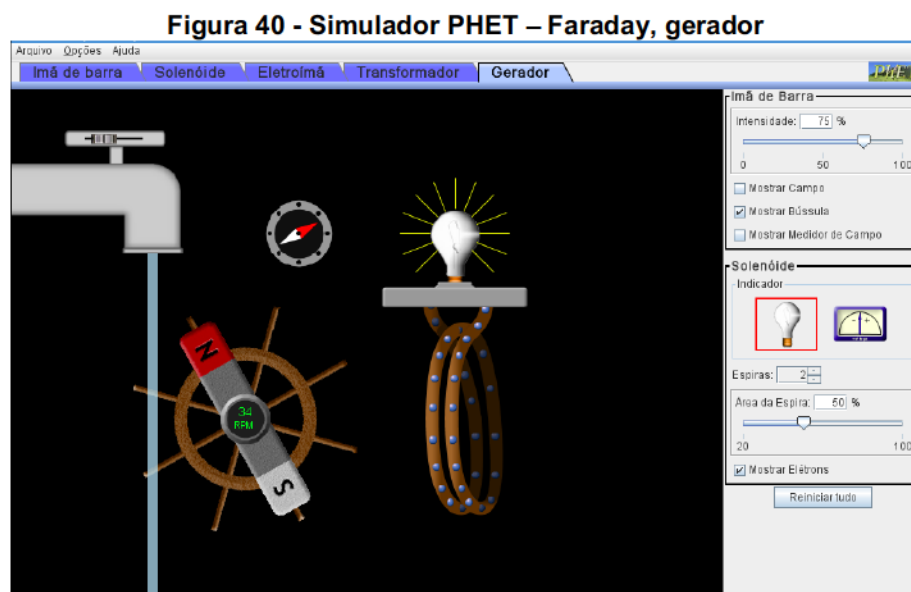 Figura 40 - Simulador PHET – Faraday, gerador
Arquivo Opções Ajuda
Imã de barra Solenóide Eletroímã Transformador Gerador
Imã de Barra
Intensidade: 75 %
0 50 100
Mostrar Campo
Mostrar Bússula
Mostrar Medidor de Campo
N
34
RPM
S
Solenóide
Indicador
Espiras: 2
Área da Espira: 50 %
20 100
Mostrar Elétrons
Reiniciar tudo